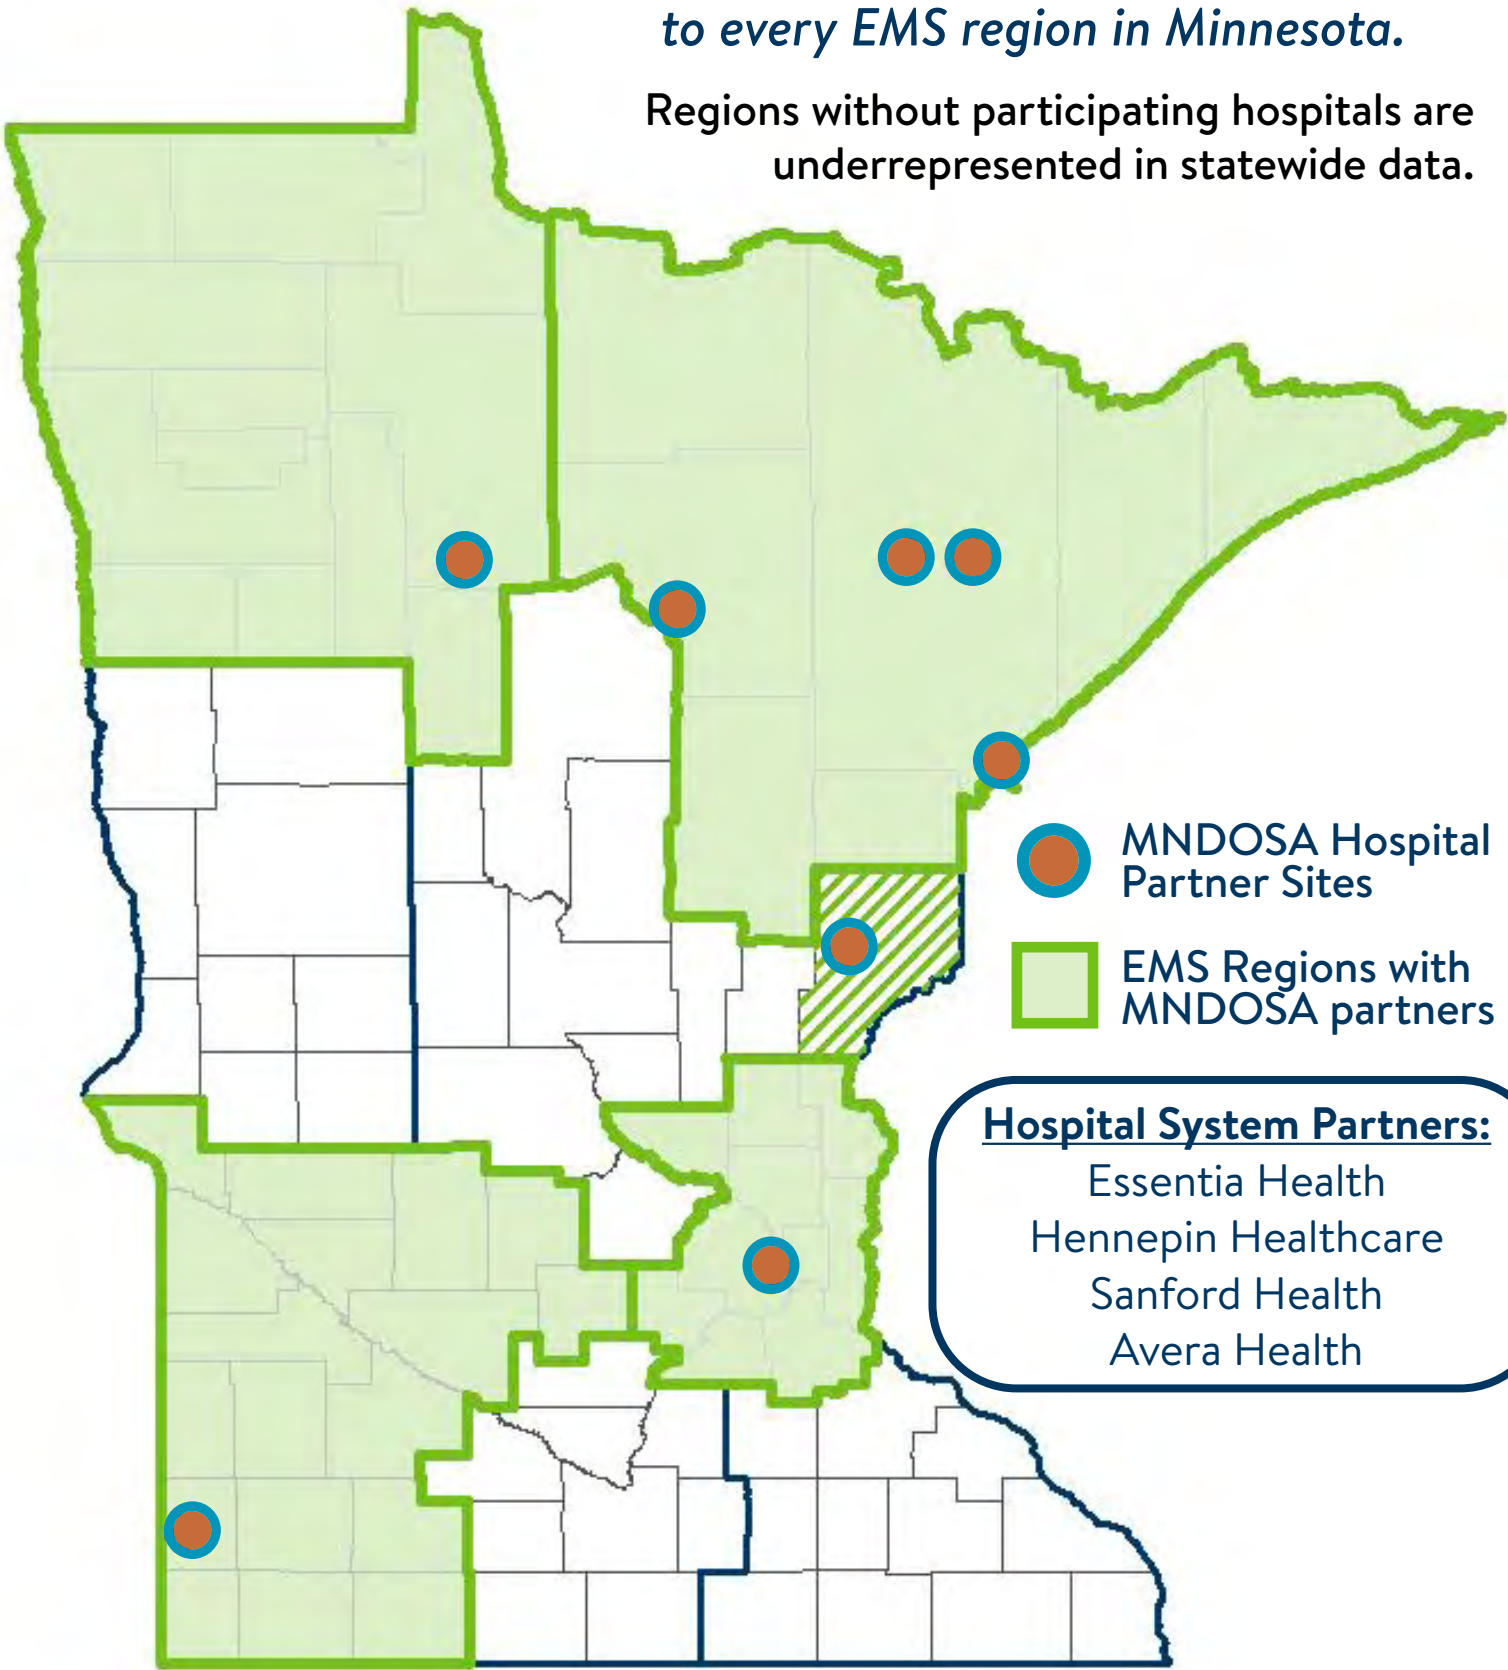 to every EMS region in Minnesota.
Regions without participating hospitals are
underrepresented in statewide data.
MNDOSA Hospital
Partner Sites
EMS Regions with
MNDOSA partners
Hospital System Partners:
Essentia Health
Hennepin Healthcare
Sanford Health
Avera Health